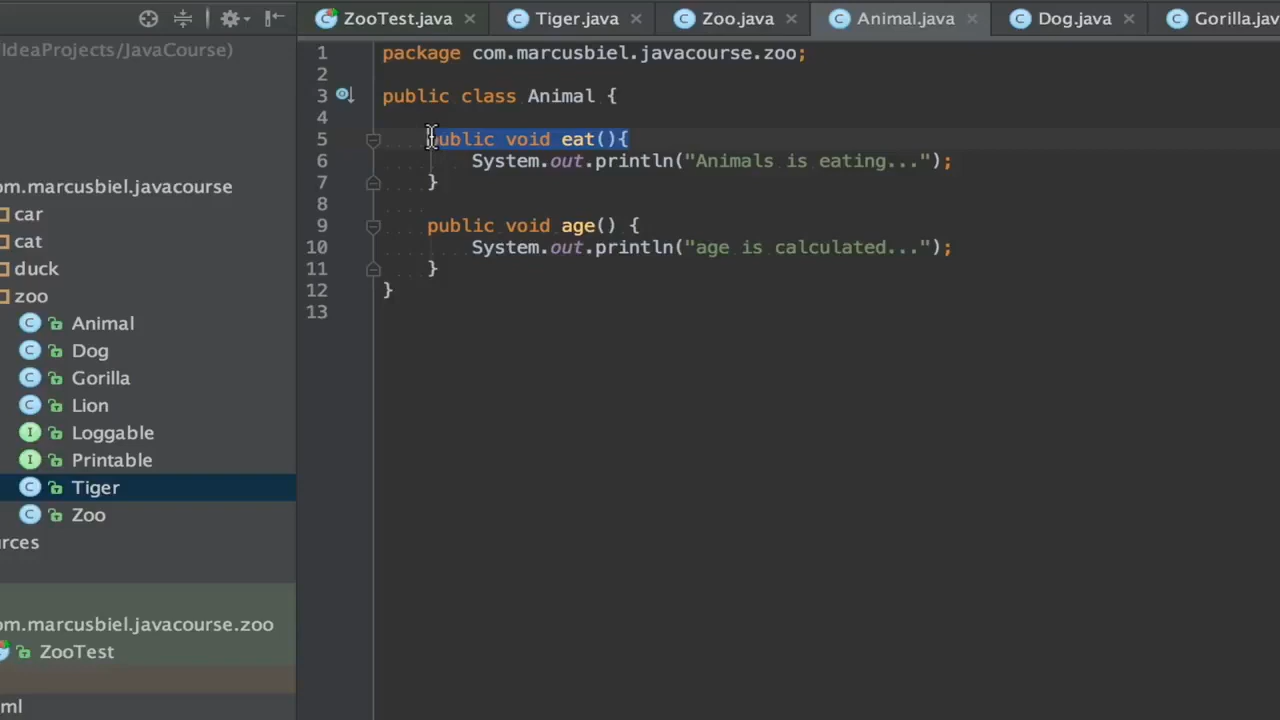 ZooTest.java
Tiger.java
Zoo.java
Animal.java
Dog.java
Gorilla.jav
IdeaProjects/JavaCourse)
om.marcusbiel.javacourse
car
cat
duck
zoo
Animal
Dog
Gorilla
Lion
Loggable
Printable
Tiger
Zoo
urces
om.marcusbiel.javacourse.zoo
ZooTest
ml
1 package com.marcusbiel.javacourse.zoo;
2
3 public class Animal {
4
5 public void eat(){
6 System.out.println("Animals is eating...");
7 }
8
9 public void age() {
10 System.out.println("age is calculated...");
11 }
12 }
13